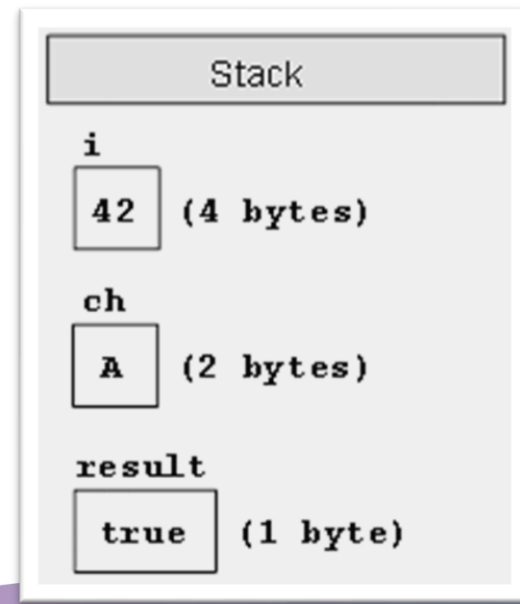 Stack
i
42 (4 bytes)
ch
A (2 bytes)
result
true (1 byte)